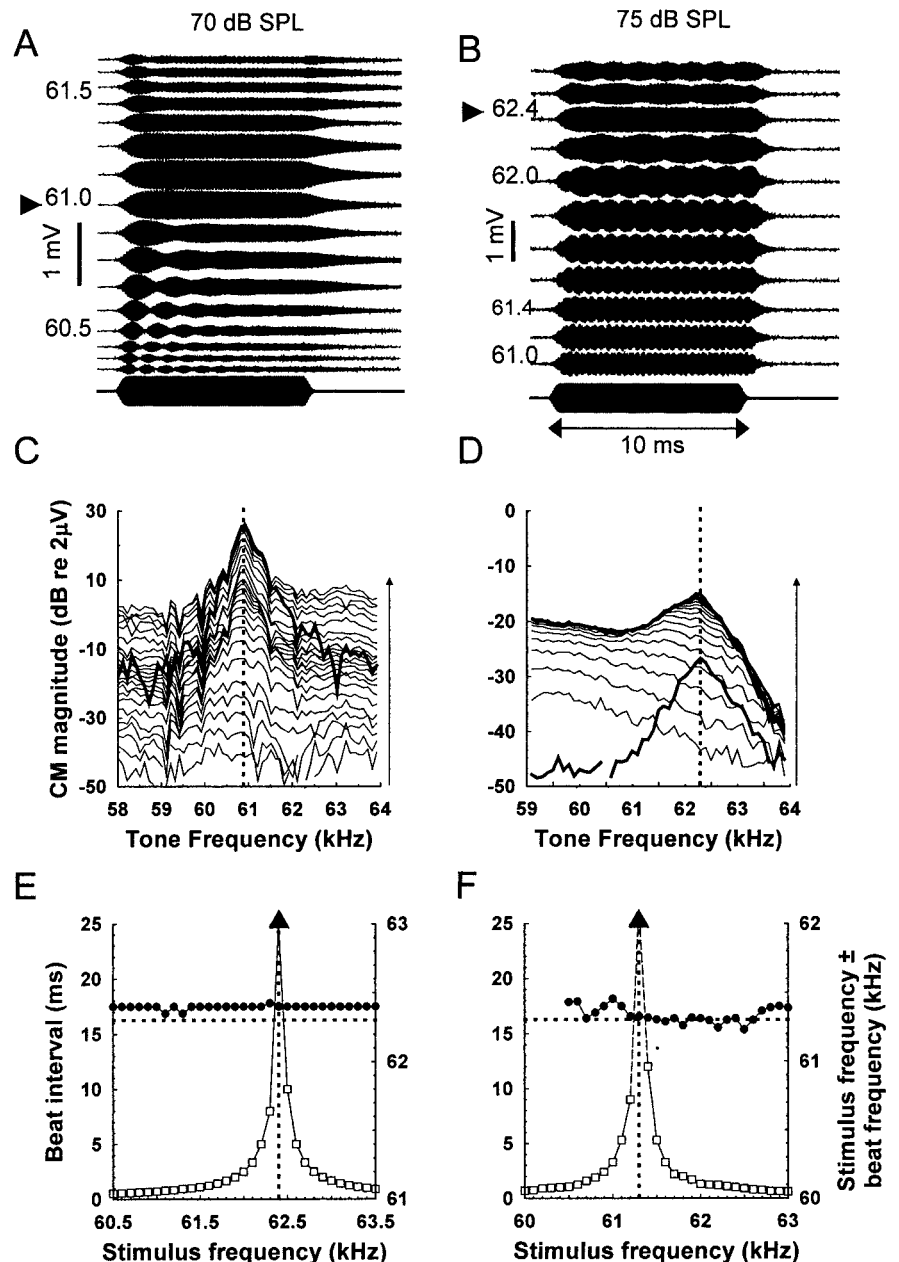 70 dB SPL
75 dB SPL
A
B
61.5
61.0
60.5
1 mV
62.4
62.0
61.4
61.0
1 mV
10 ms
C
D
CM magnitude (dB re 2μV)
30
10
-10
-30
-50
58 59 60 61 62 63 64
Tone Frequency (kHz)
0
-10
-20
-30
-40
-50
59 60 61 62 63 64
Tone Frequency (kHz)
E
F
Beat interval (ms)
25
20
15
10
5
0
63
62
61
60.5 61.5 62.5 63.5
Stimulus frequency (kHz)
25
20
15
10
5
0
62
61
60
60 61 62 63
Stimulus frequency (kHz)
Stimulus frequency ±
beat frequency (kHz)